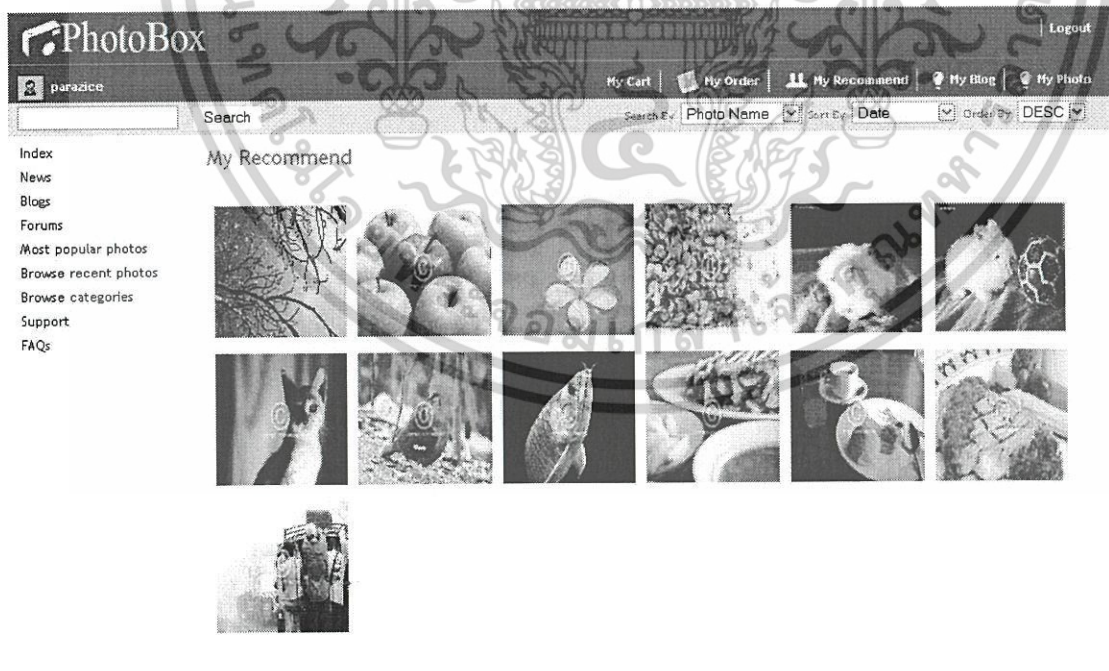 PhotoBox
Logout
parazice
My Cart | My Order | My Recommend | My Blog | My Photo
Search Search By Photo Name Sort By Date Order By DESC
Index
News
Blogs
Forums
Most popular photos
Browse recent photos
Browse categories
Support
FAQs
My Recommend